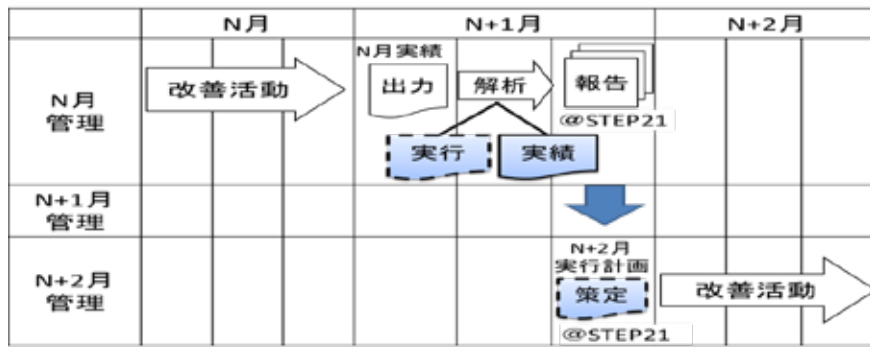 N月
N+1月
N+2月
N月
管理
改善活動
N月実績
出力
解析
報告
@STEP21
実行
実績
N+1月
管理
N+2月
管理
N+2月
実行計画
策定
@STEP21
改善活動